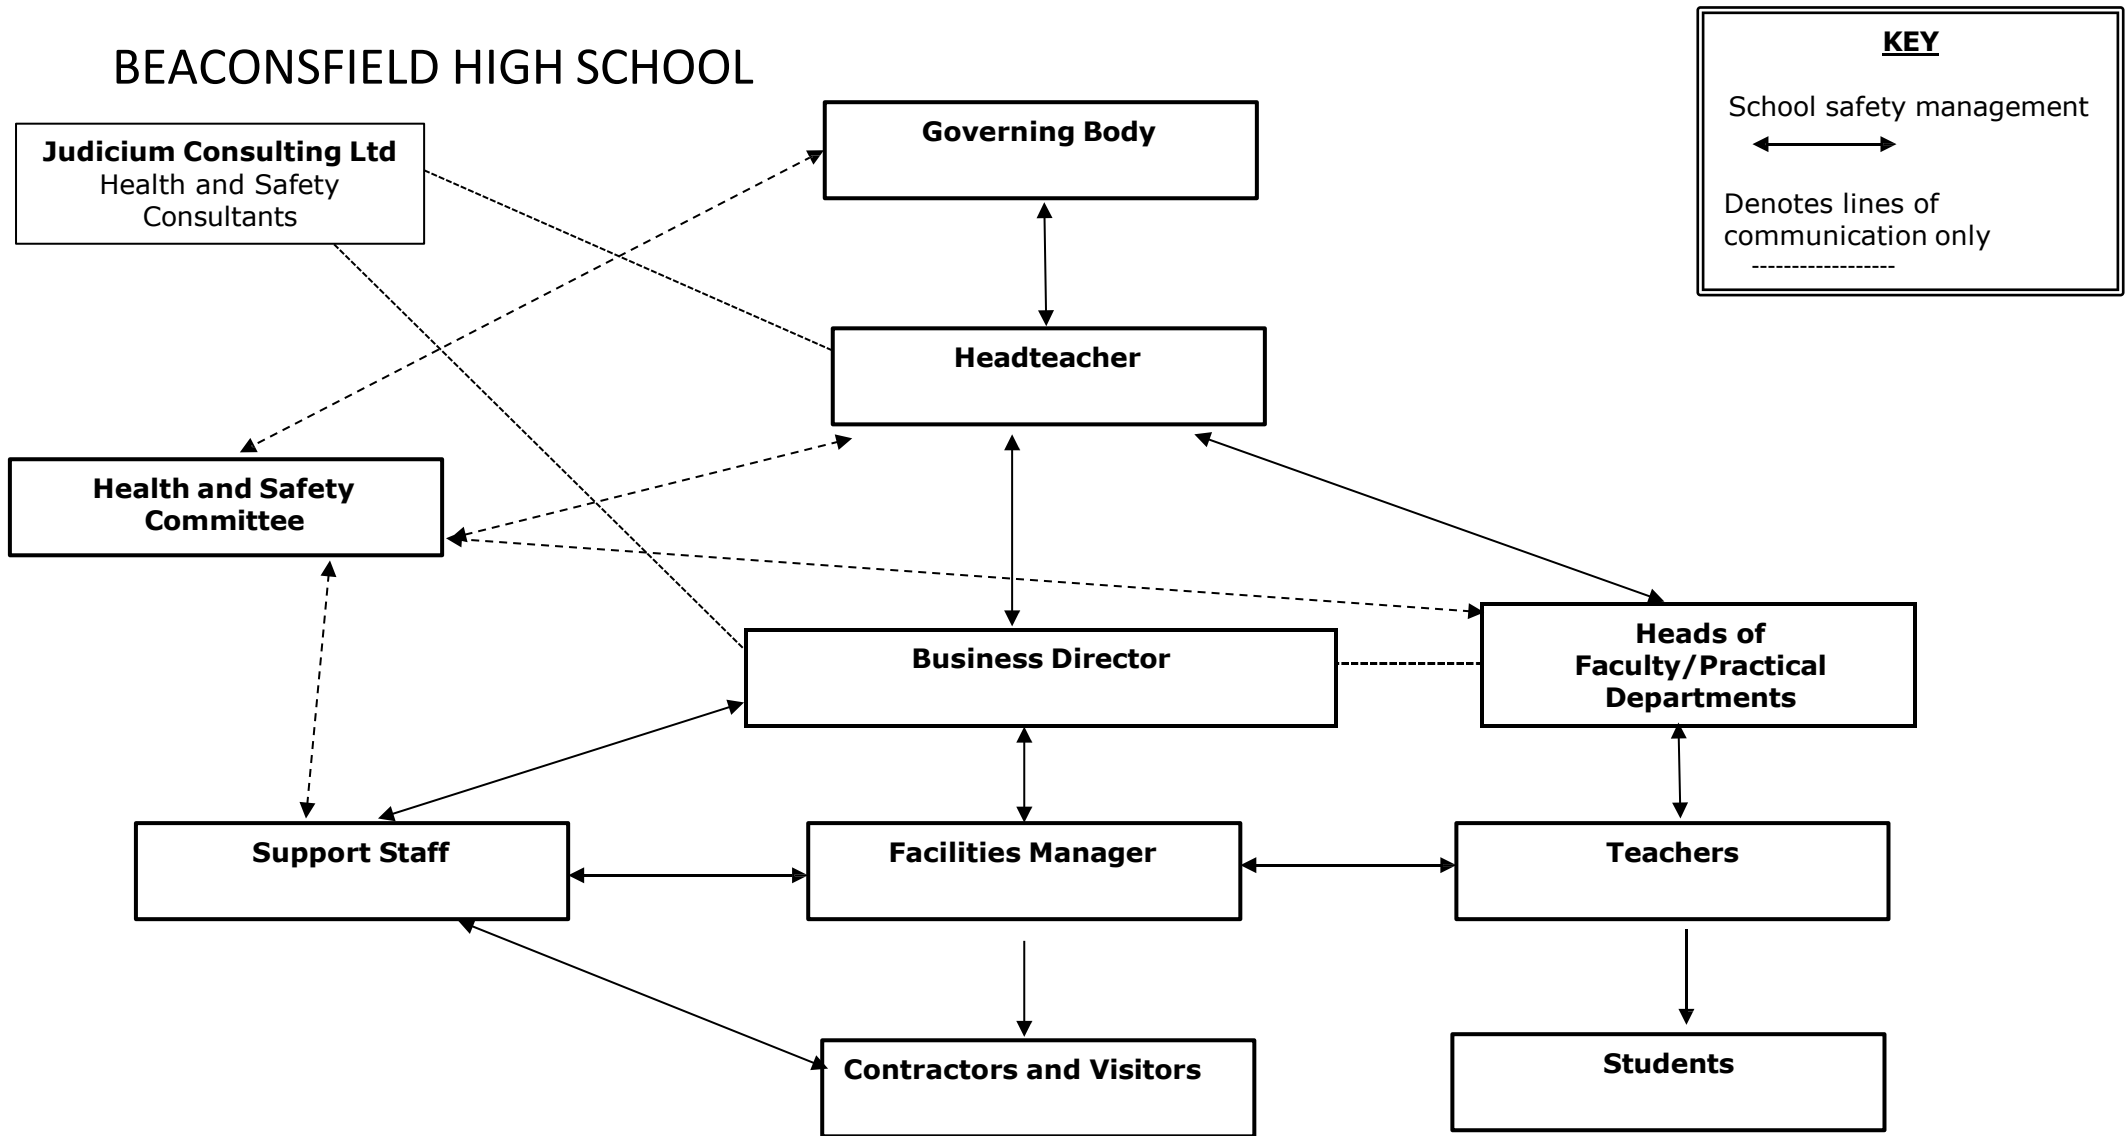 BEACONSFIELD HIGH SCHOOL
KEY
School safety management
Denotes lines of
communication only
Judicium Consulting Ltd
Health and Safety
Consultants
Governing Body
Headteacher
Health and Safety
Committee
Business Director
Heads of
Faculty/Practical
Departments
Support Staff
Facilities Manager
Teachers
Contractors and Visitors
Students